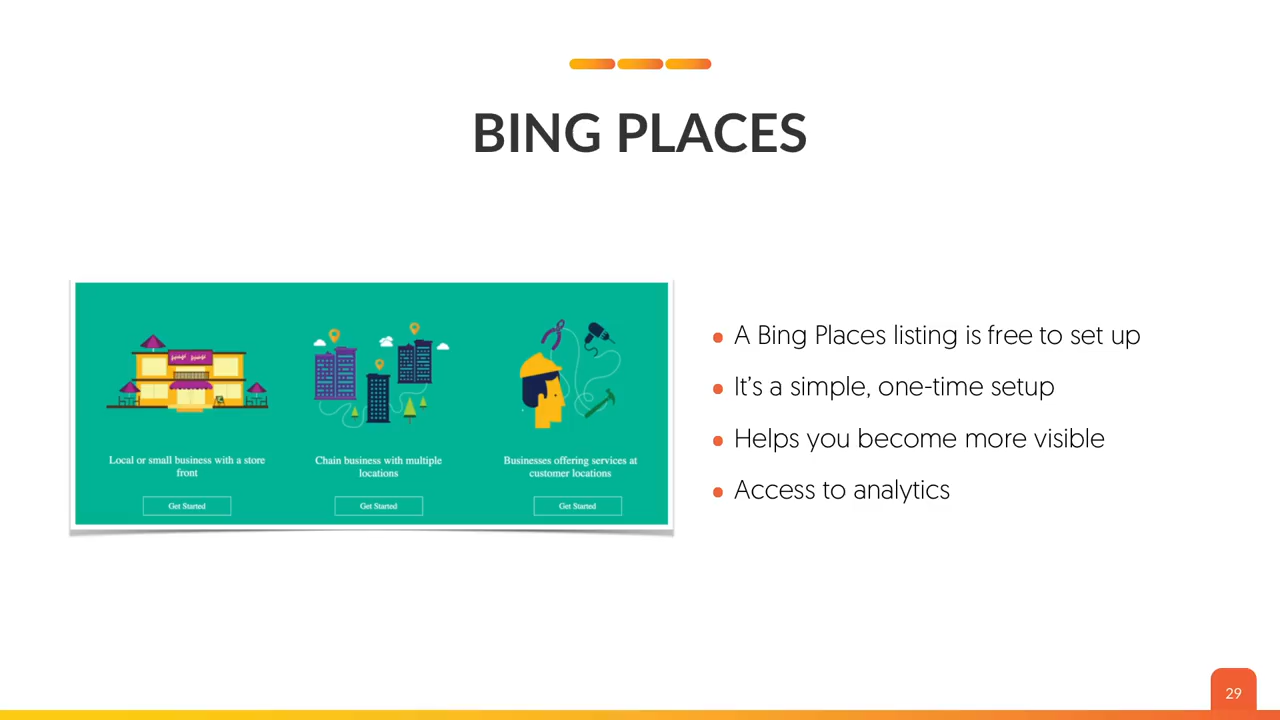 BING PLACES
Local or small business with a store
front
Get Started
Chain business with multiple
locations
Get Started
Businesses offering services at
customer locations
Get Started
A Bing Places listing is free to set up
It's a simple, one-time setup
Helps you become more visible
Access to analytics
29